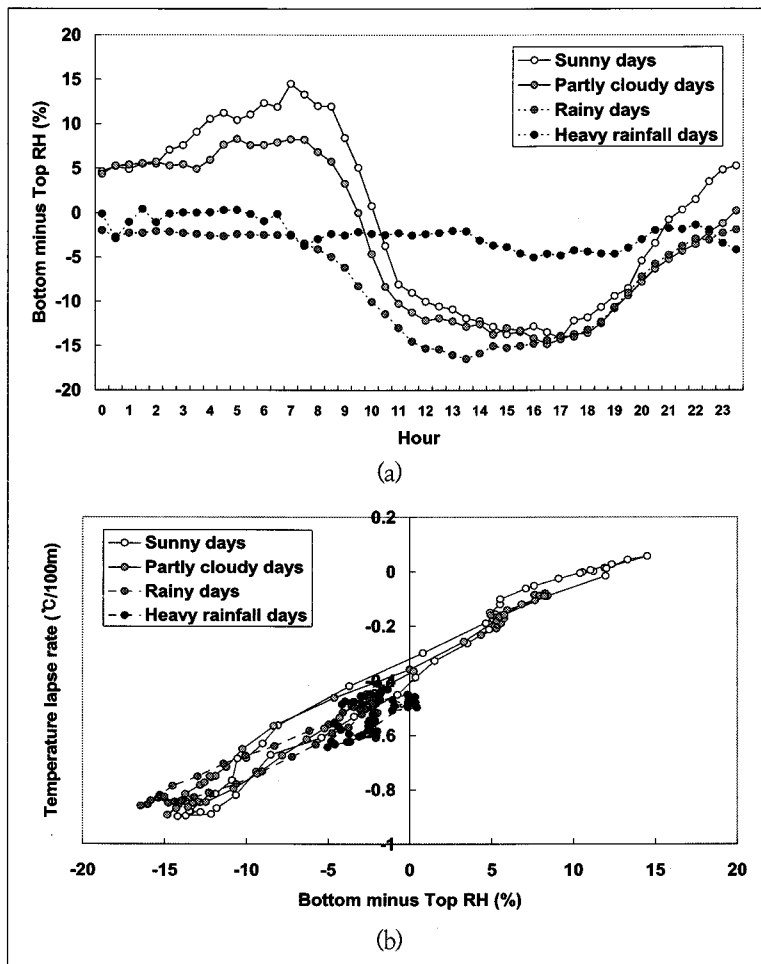 20
15
10
5
0
-5
-10
-15
-20
Bottom minus Top RH (%)
Sunny days
Partly cloudy days
Rainy days
Heavy rainfall days
0 1 2 3 4 5 6 7 8 9 10 11 12 13 14 15 16 17 18 19 20 21 22 23
Hour
(a)
Sunny days
Partly cloudy days
Rainy days
Heavy rainfall days
Temperature lapse rate (℃/100m)
0.2
0
-0.2
-0.4
-0.6
-0.8
-1
-20 -15 -10 -5 0 5 10 15 20
Bottom minus Top RH (%)
(b)